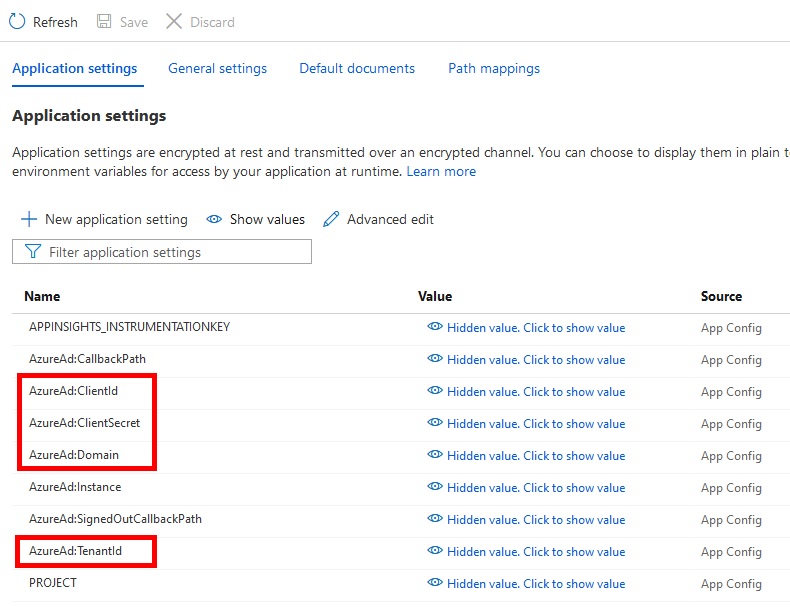 Refresh Save Discard
Application settings General settings Default documents Path mappings
Application settings
Application settings are encrypted at rest and transmitted over an encrypted channel. You can choose to display them in plain t
environment variables for access by your application at runtime. Learn more
New application setting Show values Advanced edit
Filter application settings
Name Value Source
APPINSIGHTS_INSTRUMENTATIONKEY Hidden value. Click to show value App Config
AzureAd:CallbackPath Hidden value. Click to show value App Config
AzureAd:ClientId Hidden value. Click to show value App Config
AzureAd:ClientSecret Hidden value. Click to show value App Config
AzureAd:Domain Hidden value. Click to show value App Config
AzureAd:Instance Hidden value. Click to show value App Config
AzureAd:SignedOutCallbackPath Hidden value. Click to show value App Config
AzureAd:TenantId Hidden value. Click to show value App Config
PROJECT Hidden value. Click to show value App Config